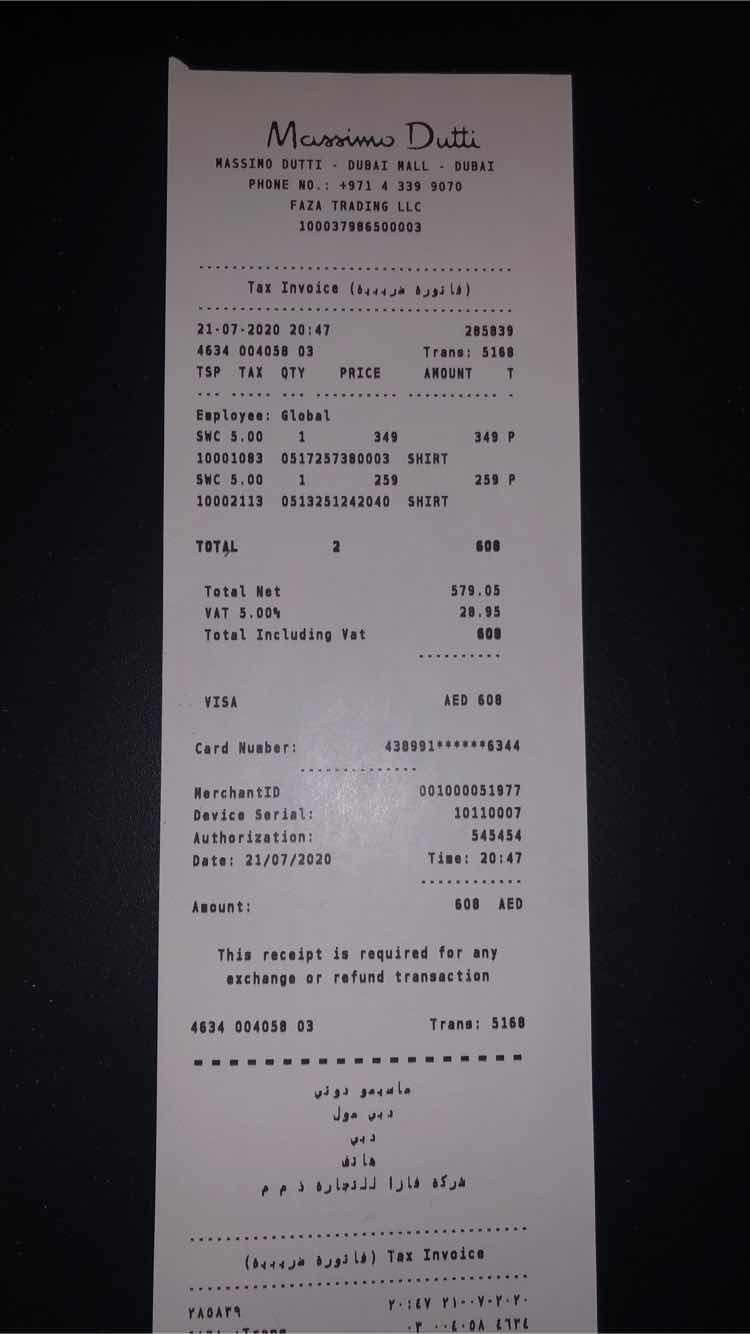 Massimo Dutti
MASSIMO DUTTI - DUBAI MALL - DUBAI
PHONE NO.: +971 4 339 9070
FAZA TRADING LLC
100037986500003
Tax Invoice (فاتورة ضريبية)
21-07-2020 20:47 285839
4634 004058 03 Trans: 5168
TSP TAX QTY PRICE AMOUNT T
Employee: Global
SWC 5.00 1 349 349 P
10001083 0517257380003 SHIRT
SWC 5.00 1 259 259 P
10002113 0513251242040 SHIRT
TOTAL 2 608
Total Net 579.05
VAT 5.00% 28.95
Total Including Vat 608
VISA AED 608
Card Number: 438991******6344
MerchantID 001000051977
Device Serial: 10110007
Authorization: 545454
Date: 21/07/2020 Time: 20:47
Amount: 608 AED
This receipt is required for any
exchange or refund transaction
4634 004058 03 Trans: 5168
ماسيمو دوتي
دبي مول
دبي
هاتف
شركة فازا للتجارة ذ م م
(فاتورة ضريبية) Tax Invoice
٢٨٥٨٣٩ ٢٠:٤٧ ٢١-٠٧-٢٠٢٠
:Trans ٠٣ ٠٠٤٠٥٨ ٤٦٣٤